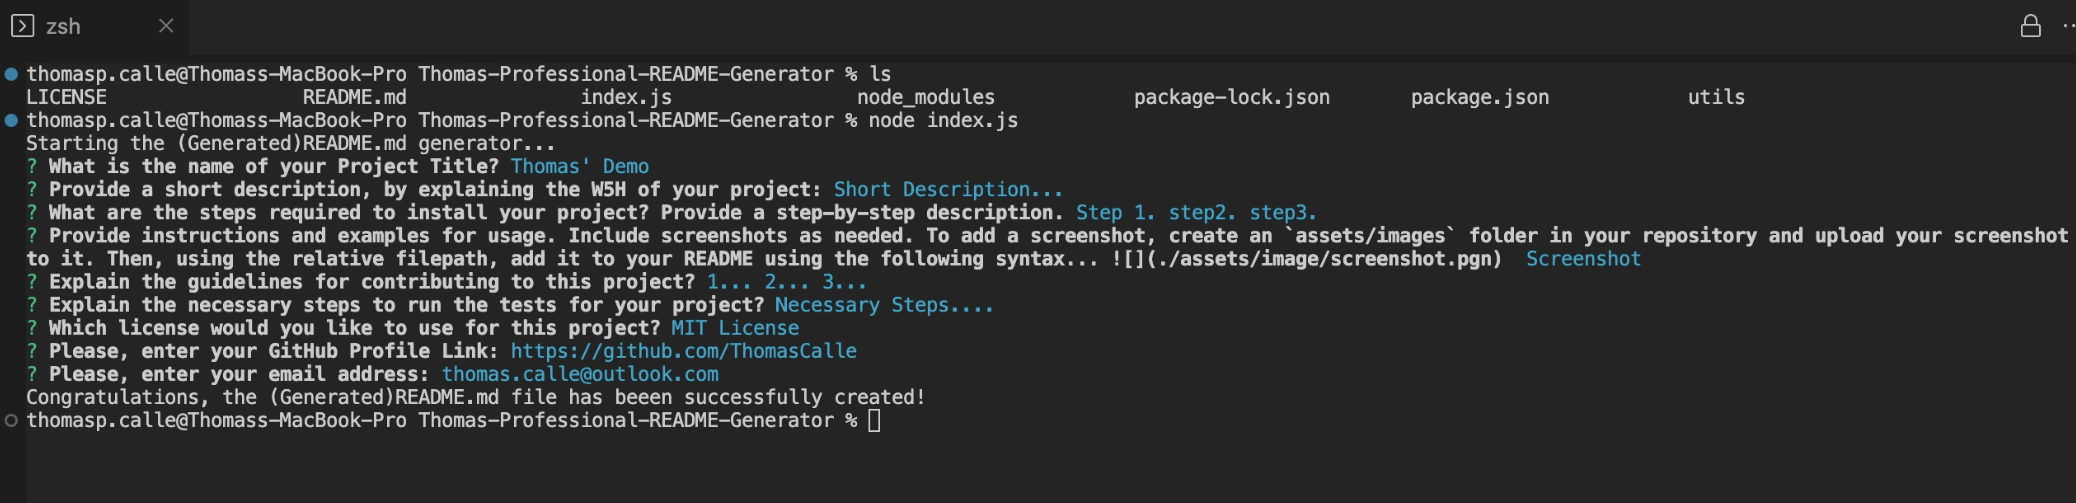 zsh
thomasp.calle@Thomass-MacBook-Pro Thomas-Professional-README-Generator % ls
LICENSE README.md index.js node_modules package-lock.json package.json utils
thomasp.calle@Thomass-MacBook-Pro Thomas-Professional-README-Generator % node index.js
Starting the (Generated)README.md generator...
? What is the name of your Project Title? Thomas' Demo
? Provide a short description, by explaining the W5H of your project: Short Description...
? What are the steps required to install your project? Provide a step-by-step description. Step 1. step2. step3.
? Provide instructions and examples for usage. Include screenshots as needed. To add a screenshot, create an `assets/images` folder in your repository and upload your screenshot
to it. Then, using the relative filepath, add it to your README using the following syntax... ![](./assets/image/screenshot.pgn) Screenshot
? Explain the guidelines for contributing to this project? 1... 2... 3...
? Explain the necessary steps to run the tests for your project? Necessary Steps....
? Which license would you like to use for this project? MIT License
? Please, enter your GitHub Profile Link: https://github.com/ThomasCalle
? Please, enter your email address: thomas.calle@outlook.com
Congratulations, the (Generated)README.md file has beeen successfully created!
thomasp.calle@Thomass-MacBook-Pro Thomas-Professional-README-Generator %